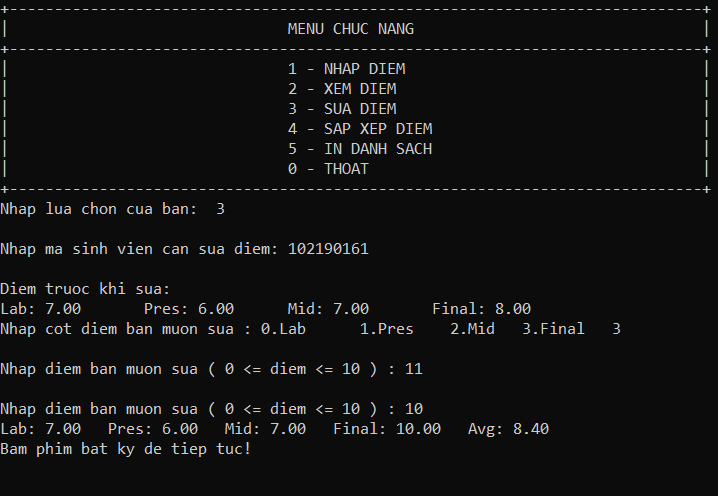 MENU CHUC NANG
1 - NHAP DIEM
2 - XEM DIEM
3 - SUA DIEM
4 - SAP XEP DIEM
5 - IN DANH SACH
0 - THOAT
Nhap lua chon cua ban:  3
Nhap ma sinh vien can sua diem: 102190161
Diem truoc khi sua:
Lab: 7.00       Pres: 6.00      Mid: 7.00       Final: 8.00
Nhap cot diem ban muon sua : 0.Lab      1.Pres    2.Mid   3.Final   3
Nhap diem ban muon sua ( 0 <= diem <= 10 ) : 11
Nhap diem ban muon sua ( 0 <= diem <= 10 ) : 10
Lab: 7.00   Pres: 6.00   Mid: 7.00   Final: 10.00   Avg: 8.40
Bam phim bat ky de tiep tuc!